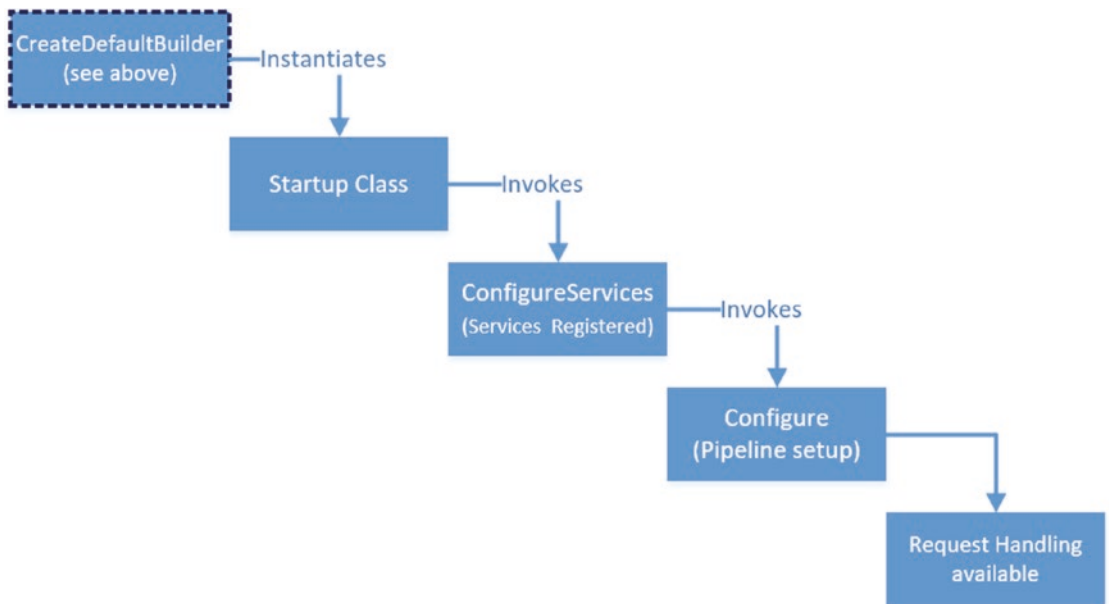 CreateDefaultBuilder
(see above)
Instantiates
Startup Class
Invokes
ConfigureServices
(Services Registered)
Invokes
Configure
(Pipeline setup)
Request Handling
available